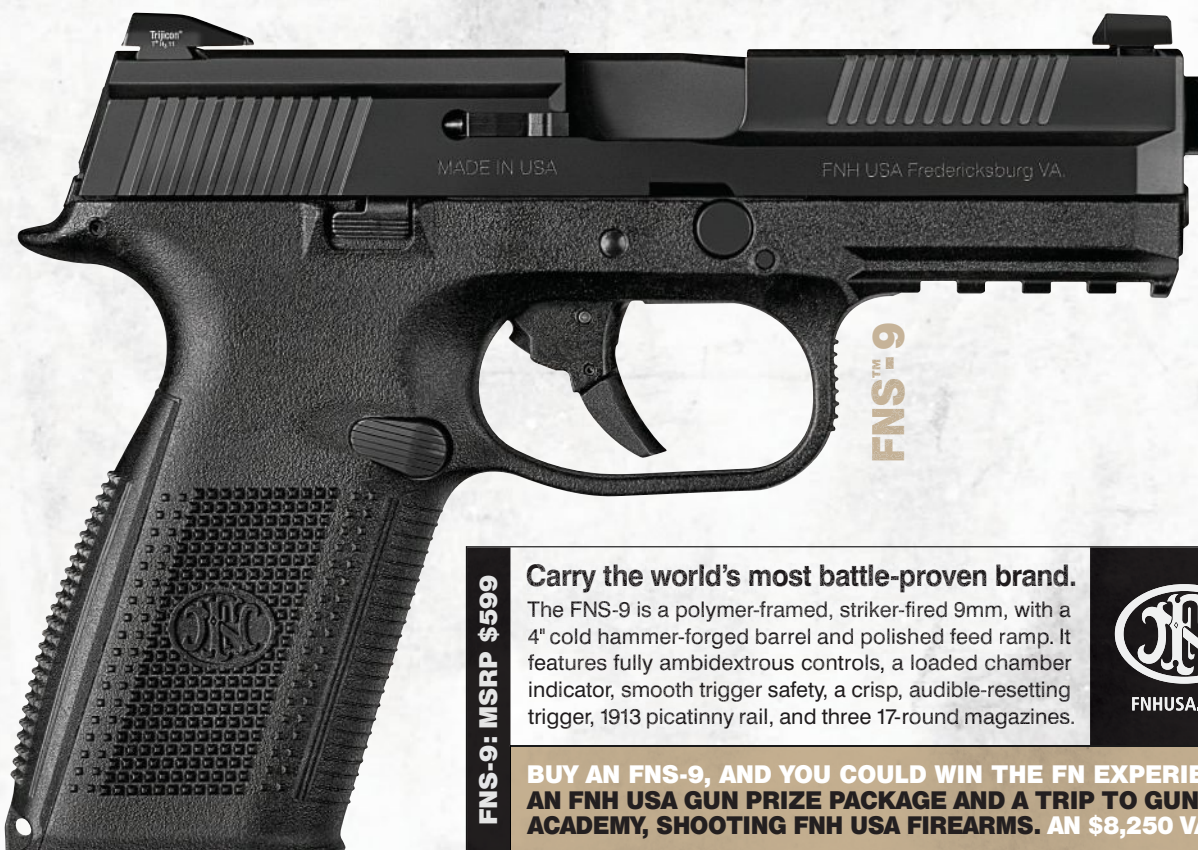 Trijicon®
MADE IN USA
FNH USA Fredericksburg VA.
FNS™-9
FNS-9: MSRP $599
Carry the world's most battle-proven brand.
The FNS-9 is a polymer-framed, striker-fired 9mm, with a
4" cold hammer-forged barrel and polished feed ramp. It
features fully ambidextrous controls, a loaded chamber
indicator, smooth trigger safety, a crisp, audible-resetting
trigger, 1913 picatinny rail, and three 17-round magazines.
FN
FN
FNHUSA.
BUY AN FNS-9, AND YOU COULD WIN THE FN EXPERIE
AN FNH USA GUN PRIZE PACKAGE AND A TRIP TO GUN
ACADEMY, SHOOTING FNH USA FIREARMS. AN $8,250 VA